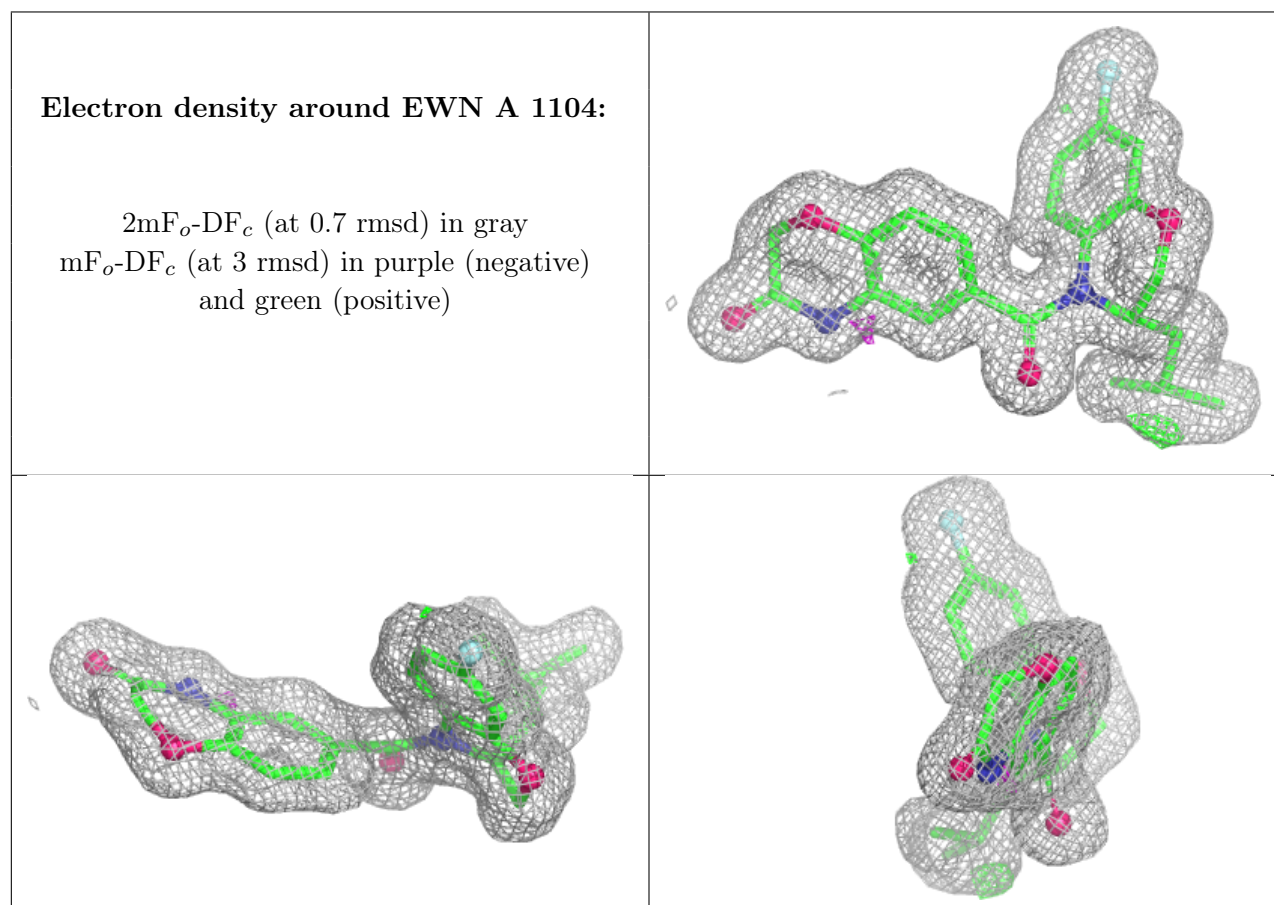 Electron density around EWN A 1104:
2mFo-DFc (at 0.7 rmsd) in gray
mFo-DFc (at 3 rmsd) in purple (negative)
and green (positive)